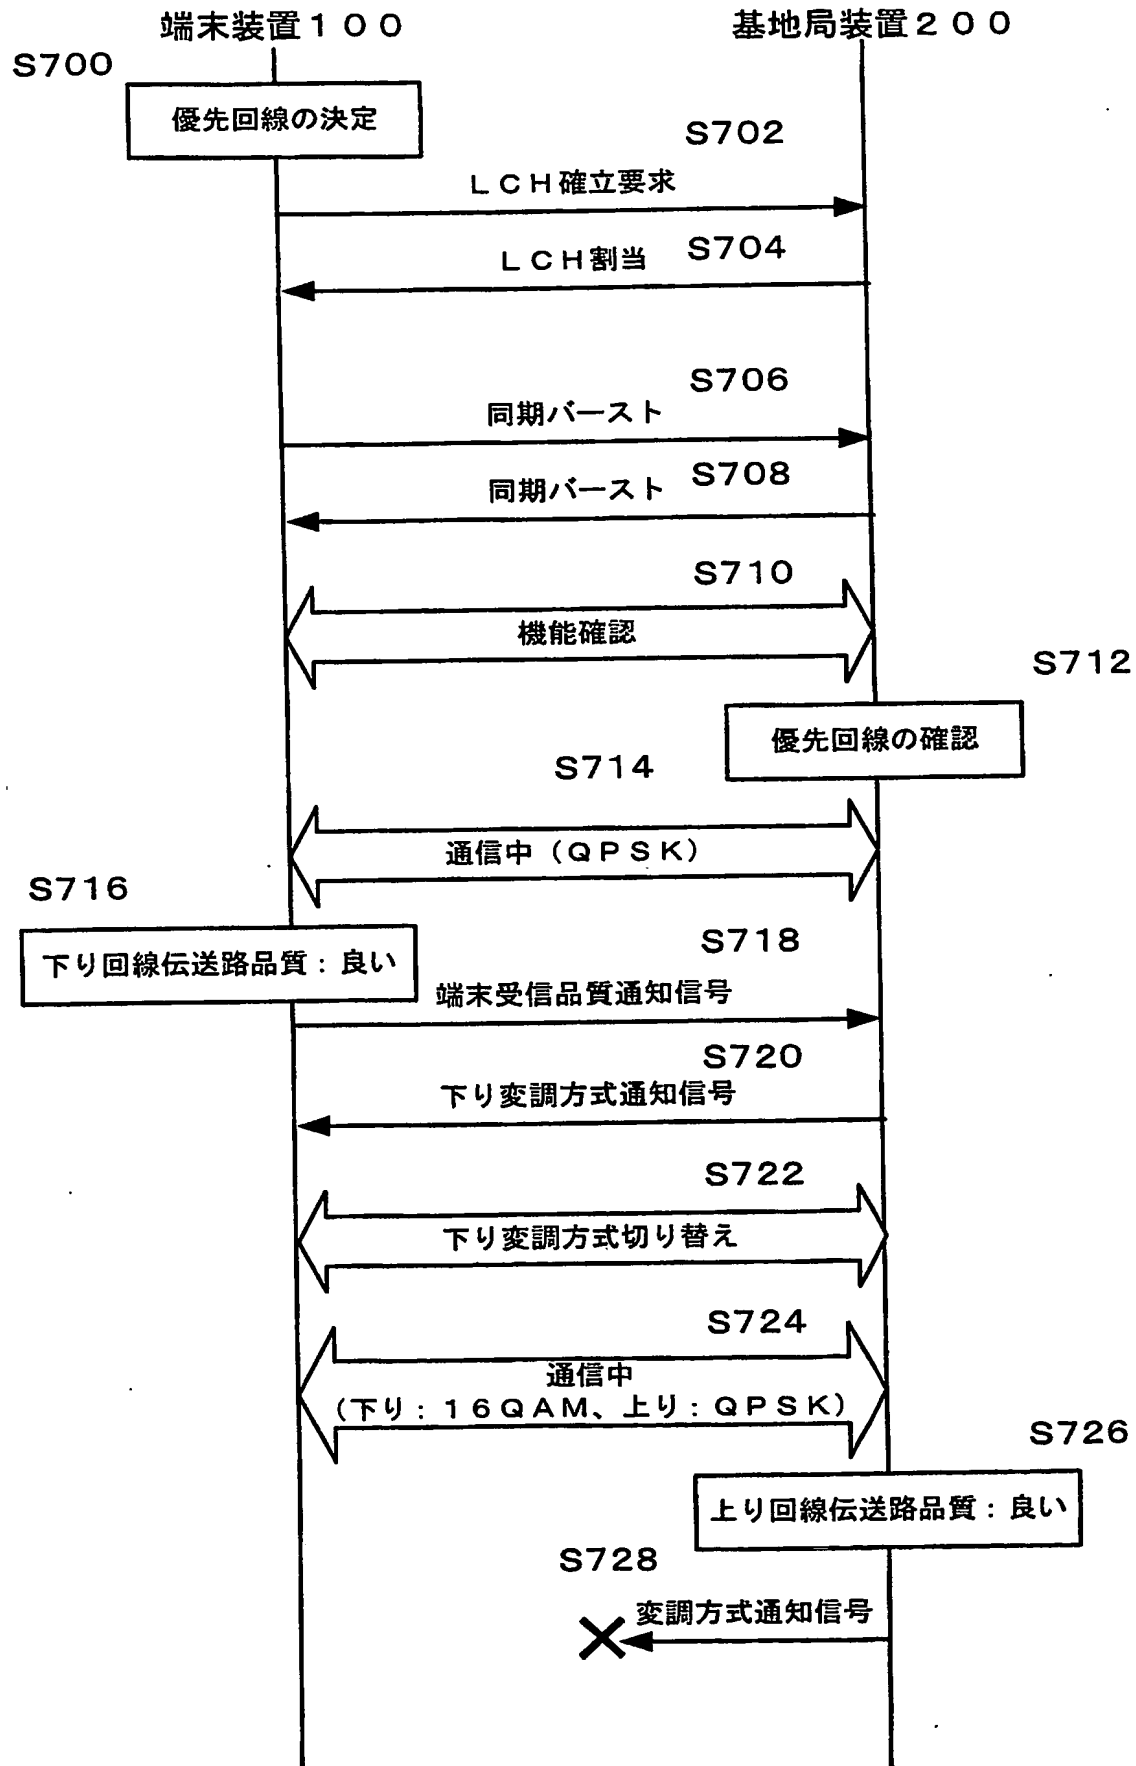 端末装置１００
基地局装置２００
S700
優先回線の決定
S702
ＬＣＨ確立要求
S704
ＬＣＨ割当
S706
同期バースト
S708
同期バースト
S710
機能確認
S712
優先回線の確認
S714
通信中（ＱＰＳＫ）
S716
下り回線伝送路品質：良い
S718
端末受信品質通知信号
S720
下り変調方式通知信号
S722
下り変調方式切り替え
S724
通信中
（下り：１６ＱＡＭ、上り：ＱＰＳＫ）
S726
上り回線伝送路品質：良い
S728
変調方式通知信号